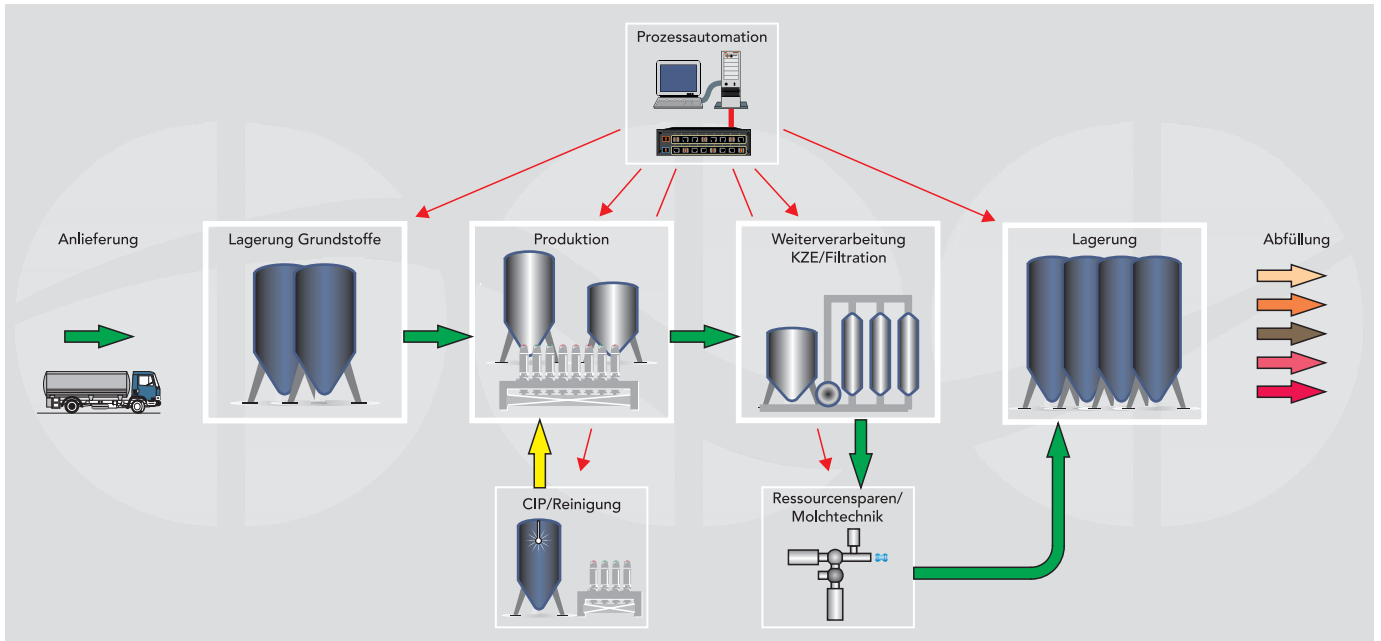 Prozessautomation
Anlieferung
Lagerung Grundstoffe
Produktion
Weiterverarbeitung
KZE/Filtration
Lagerung
Abfüllung
CIP/Reinigung
Ressourcensparen/
Molchtechnik